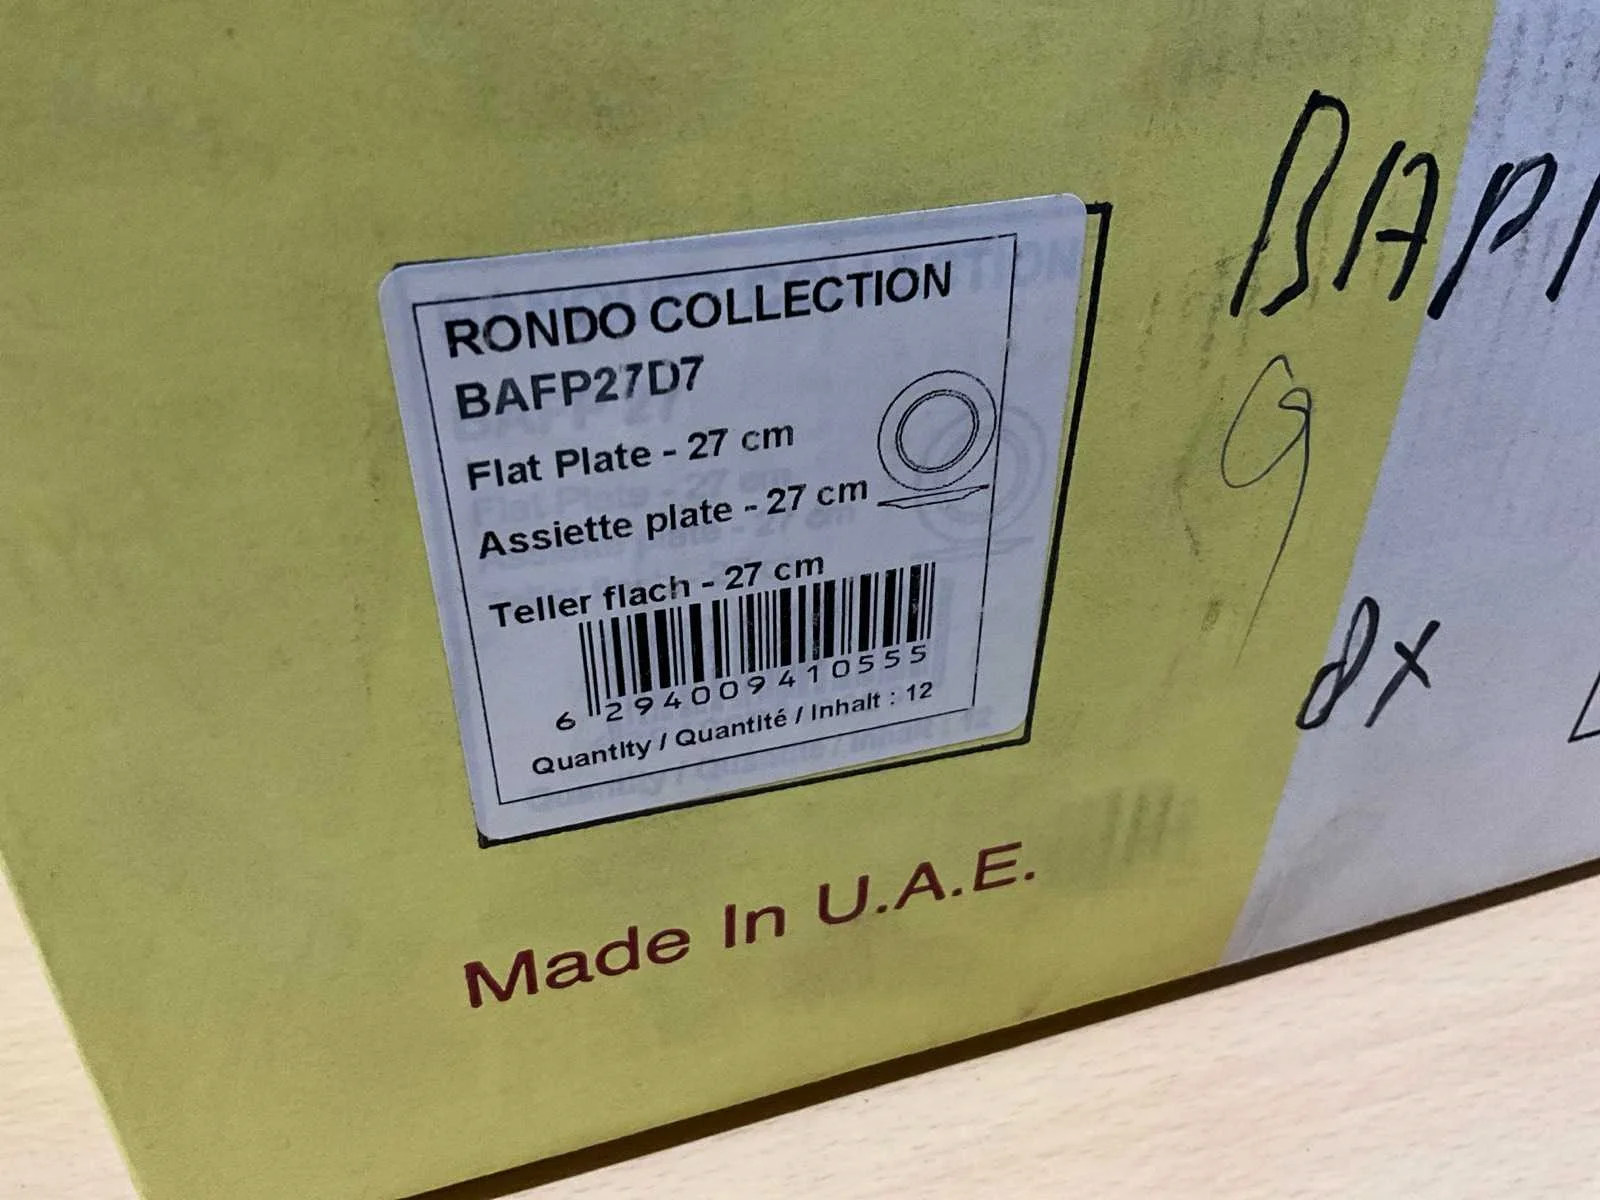 RONDO COLLECTION
BAFP27D7
Flat Plate - 27 cm
Assiette plate - 27 cm
Teller flach - 27 cm
6 294009 410555
Quantity / Quantité / Inhalt : 12
Made In U.A.E.
BAP
9
8x